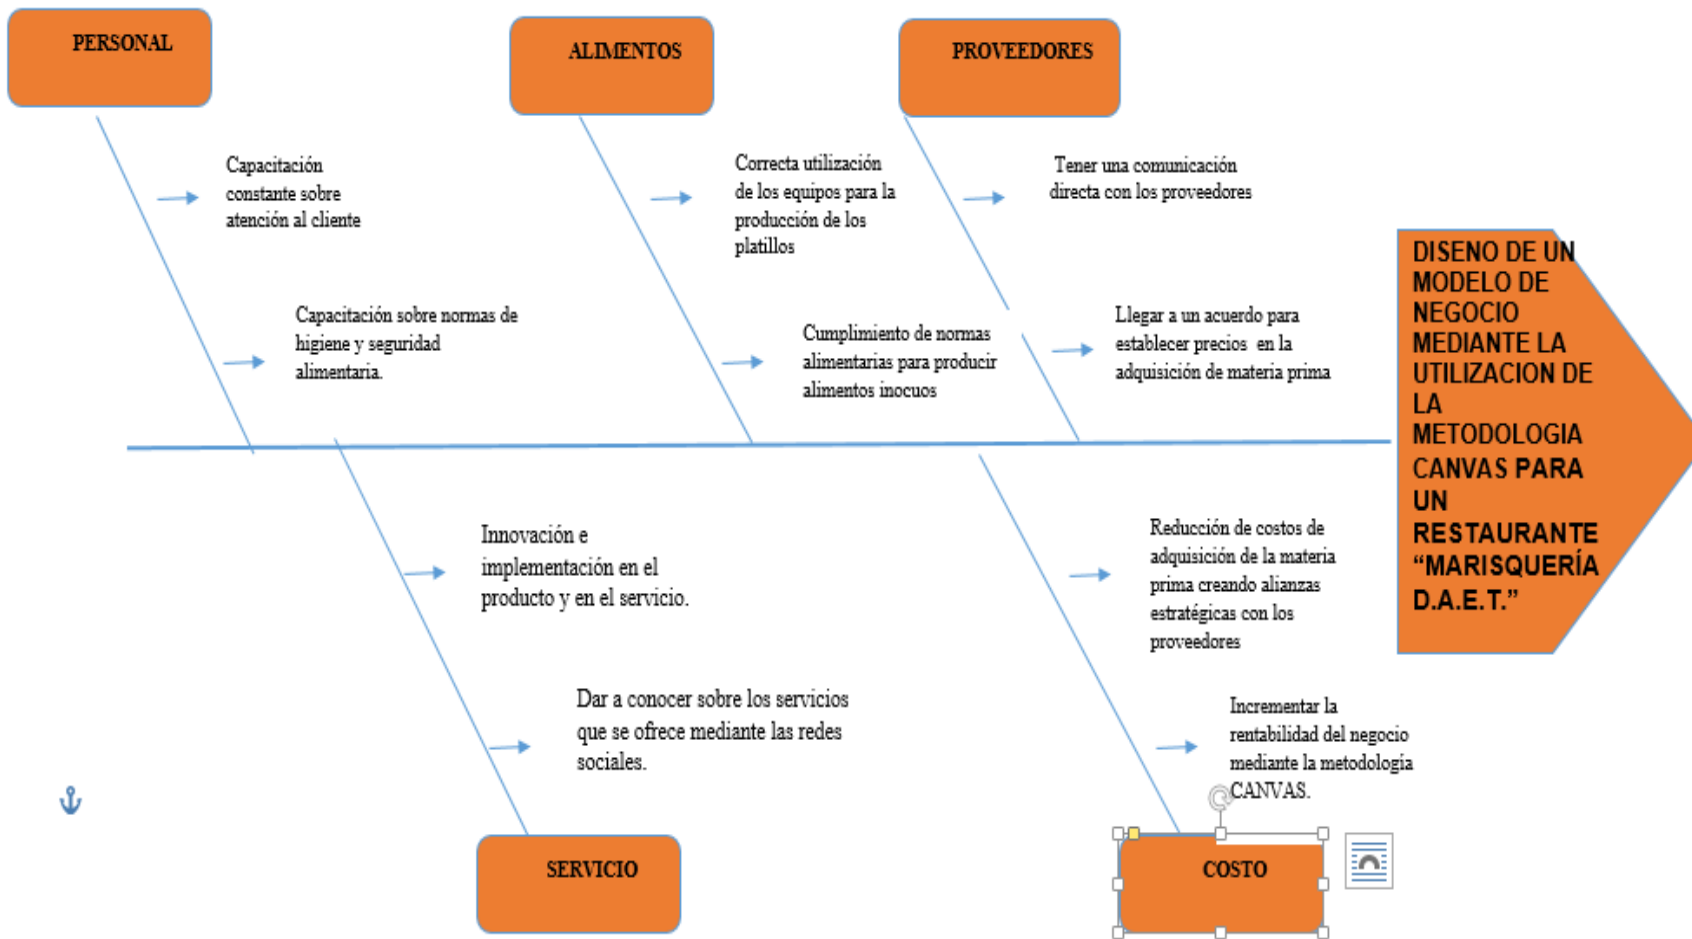 PERSONAL
ALIMENTOS
PROVEEDORES
Capacitación
constante sobre
atención al cliente
Correcta utilización
de los equipos para la
producción de los
platillos
Tener una comunicación
directa con los proveedores
Capacitación sobre normas de
higiene y seguridad
alimentaria.
Cumplimiento de normas
alimentarias para producir
alimentos inocuos
Llegar a un acuerdo para
establecer precios en la
adquisición de materia prima
DISENO DE UN
MODELO DE
NEGOCIO
MEDIANTE LA
UTILIZACION DE
LA
METODOLOGIA
CANVAS PARA
UN
RESTAURANTE
“MARISQUERÍA
D.A.E.T.”
Innovación e
implementación en el
producto y en el servicio.
Reducción de costos de
adquisición de la materia
prima creando alianzas
estratégicas con los
proveedores
Dar a conocer sobre los servicios
que se ofrece mediante las redes
sociales.
Incrementar la
rentabilidad del negocio
mediante la metodología
CANVAS.
SERVICIO
COSTO